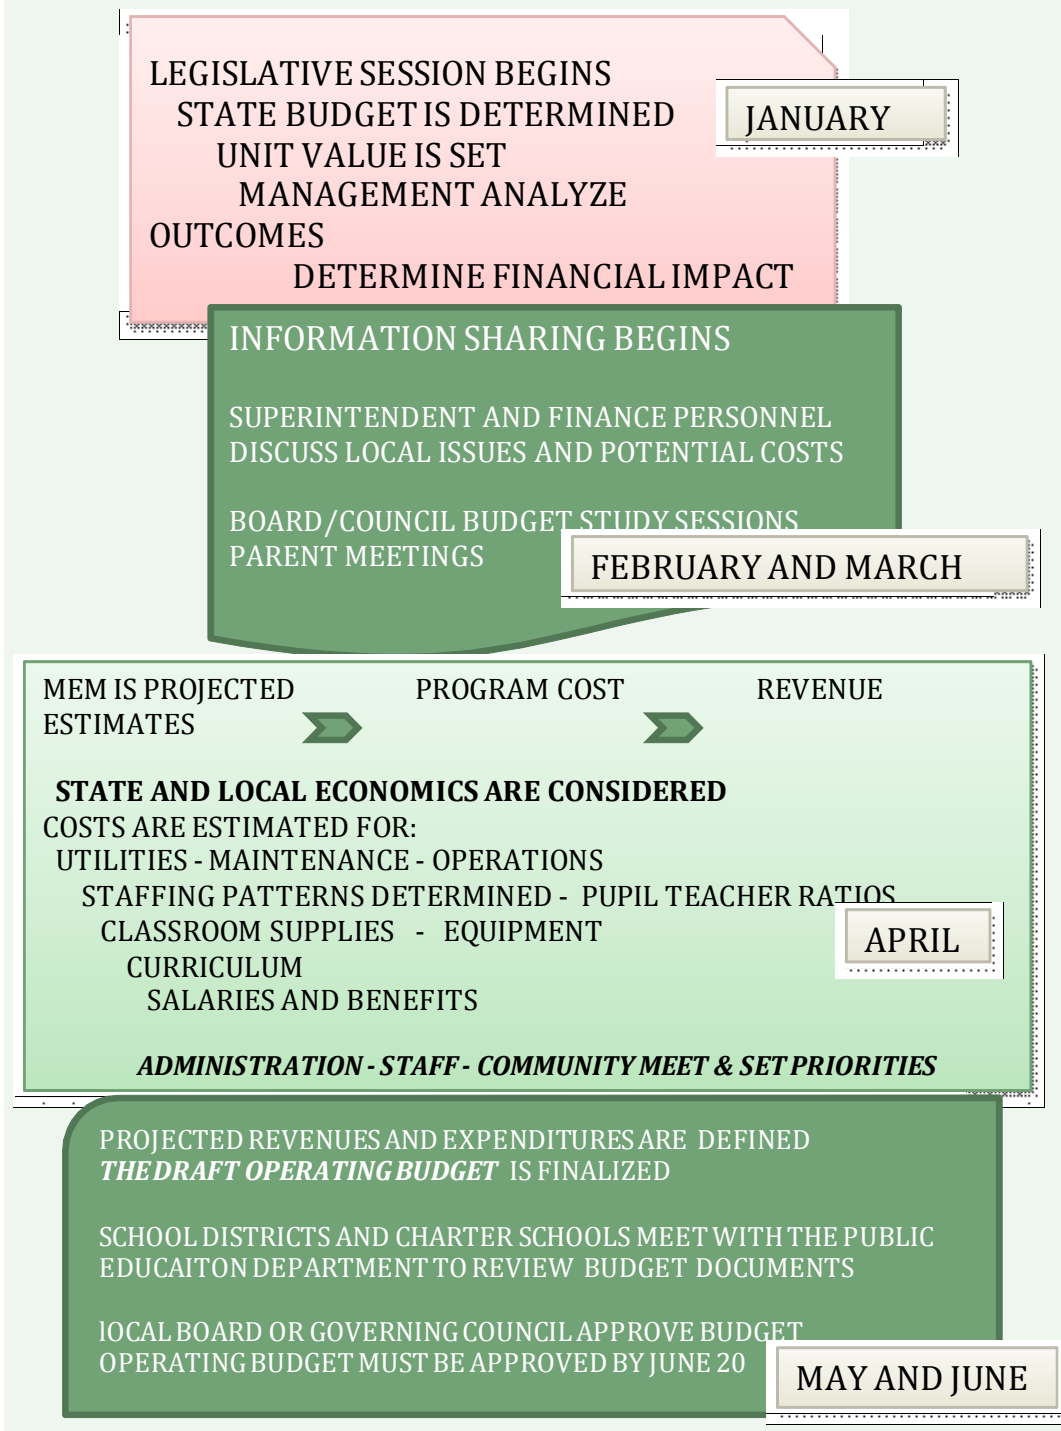 LEGISLATIVE SESSION BEGINS
STATE BUDGET IS DETERMINED
UNIT VALUE IS SET
MANAGEMENT ANALYZE
OUTCOMES
DETERMINE FINANCIAL IMPACT
JANUARY
INFORMATION SHARING BEGINS
SUPERINTENDENT AND FINANCE PERSONNEL
DISCUSS LOCAL ISSUES AND POTENTIAL COSTS
BOARD/COUNCIL BUDGET STUDY SESSIONS
PARENT MEETINGS
FEBRUARY AND MARCH
MEM IS PROJECTED PROGRAM COST REVENUE
ESTIMATES
STATE AND LOCAL ECONOMICS ARE CONSIDERED
COSTS ARE ESTIMATED FOR:
UTILITIES - MAINTENANCE - OPERATIONS
STAFFING PATTERNS DETERMINED - PUPIL TEACHER RATIOS
CLASSROOM SUPPLIES - EQUIPMENT
CURRICULUM
SALARIES AND BENEFITS
APRIL
ADMINISTRATION - STAFF - COMMUNITY MEET & SET PRIORITIES
PROJECTED REVENUES AND EXPENDITURES ARE DEFINED
THE DRAFT OPERATING BUDGET IS FINALIZED
SCHOOL DISTRICTS AND CHARTER SCHOOLS MEET WITH THE PUBLIC
EDUCAITON DEPARTMENT TO REVIEW BUDGET DOCUMENTS
lOCAL BOARD OR GOVERNING COUNCIL APPROVE BUDGET
OPERATING BUDGET MUST BE APPROVED BY JUNE 20
MAY AND JUNE